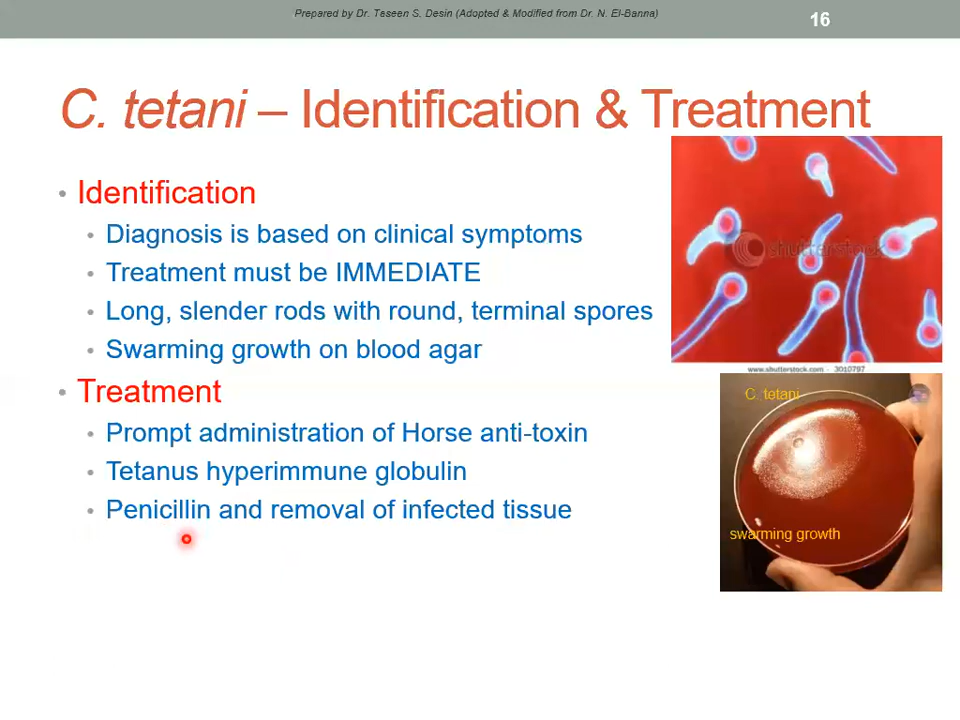 Prepared by Dr. Taseen S. Desin (Adopted & Modified from Dr. N. El-Banna)
16
C. tetani – Identification & Treatment
• Identification
• Diagnosis is based on clinical symptoms
• Treatment must be IMMEDIATE
• Long, slender rods with round, terminal spores
• Swarming growth on blood agar
• Treatment
• Prompt administration of Horse anti-toxin
• Tetanus hyperimmune globulin
• Penicillin and removal of infected tissue
shutterstock
www.shutterstock.com · 3010797
C. tetani
swarming growth